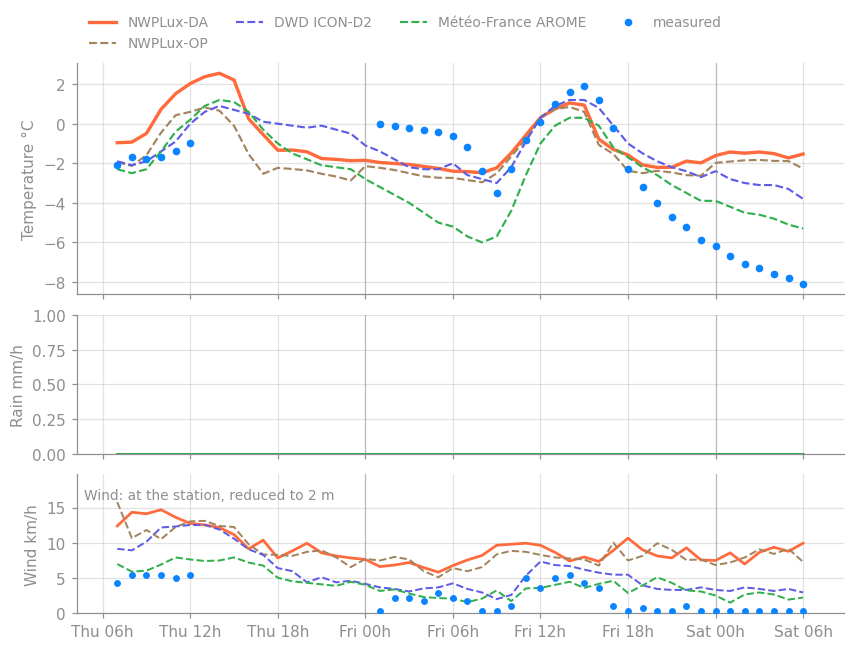 NWPLux-DA
DWD ICON-D2
Météo-France AROME
measured
NWPLux-OP
Temperature °C
2
0
−2
−4
−6
−8
Rain mm/h
1.00
0.75
0.50
0.25
0.00
Wind km/h
Wind: at the station, reduced to 2 m
15
10
5
0
Thu 06h
Thu 12h
Thu 18h
Fri 00h
Fri 06h
Fri 12h
Fri 18h
Sat 00h
Sat 06h